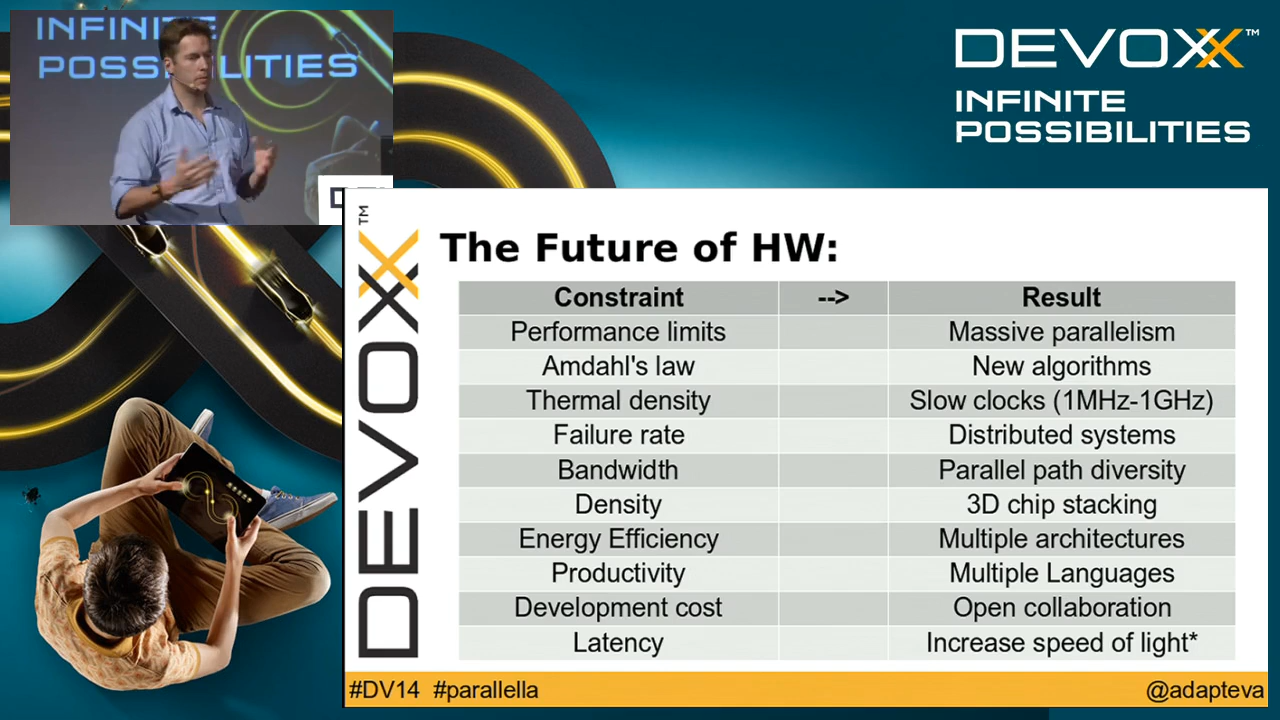 INFINITE
POSSIBILITIES
DEVOXX™
INFINITE
POSSIBILITIES
DEVOXX™
The Future of HW:
Constraint --> Result
Performance limits Massive parallelism
Amdahl's law New algorithms
Thermal density Slow clocks (1MHz-1GHz)
Failure rate Distributed systems
Bandwidth Parallel path diversity
Density 3D chip stacking
Energy Efficiency Multiple architectures
Productivity Multiple Languages
Development cost Open collaboration
Latency Increase speed of light*
#DV14 #parallella @adapteva